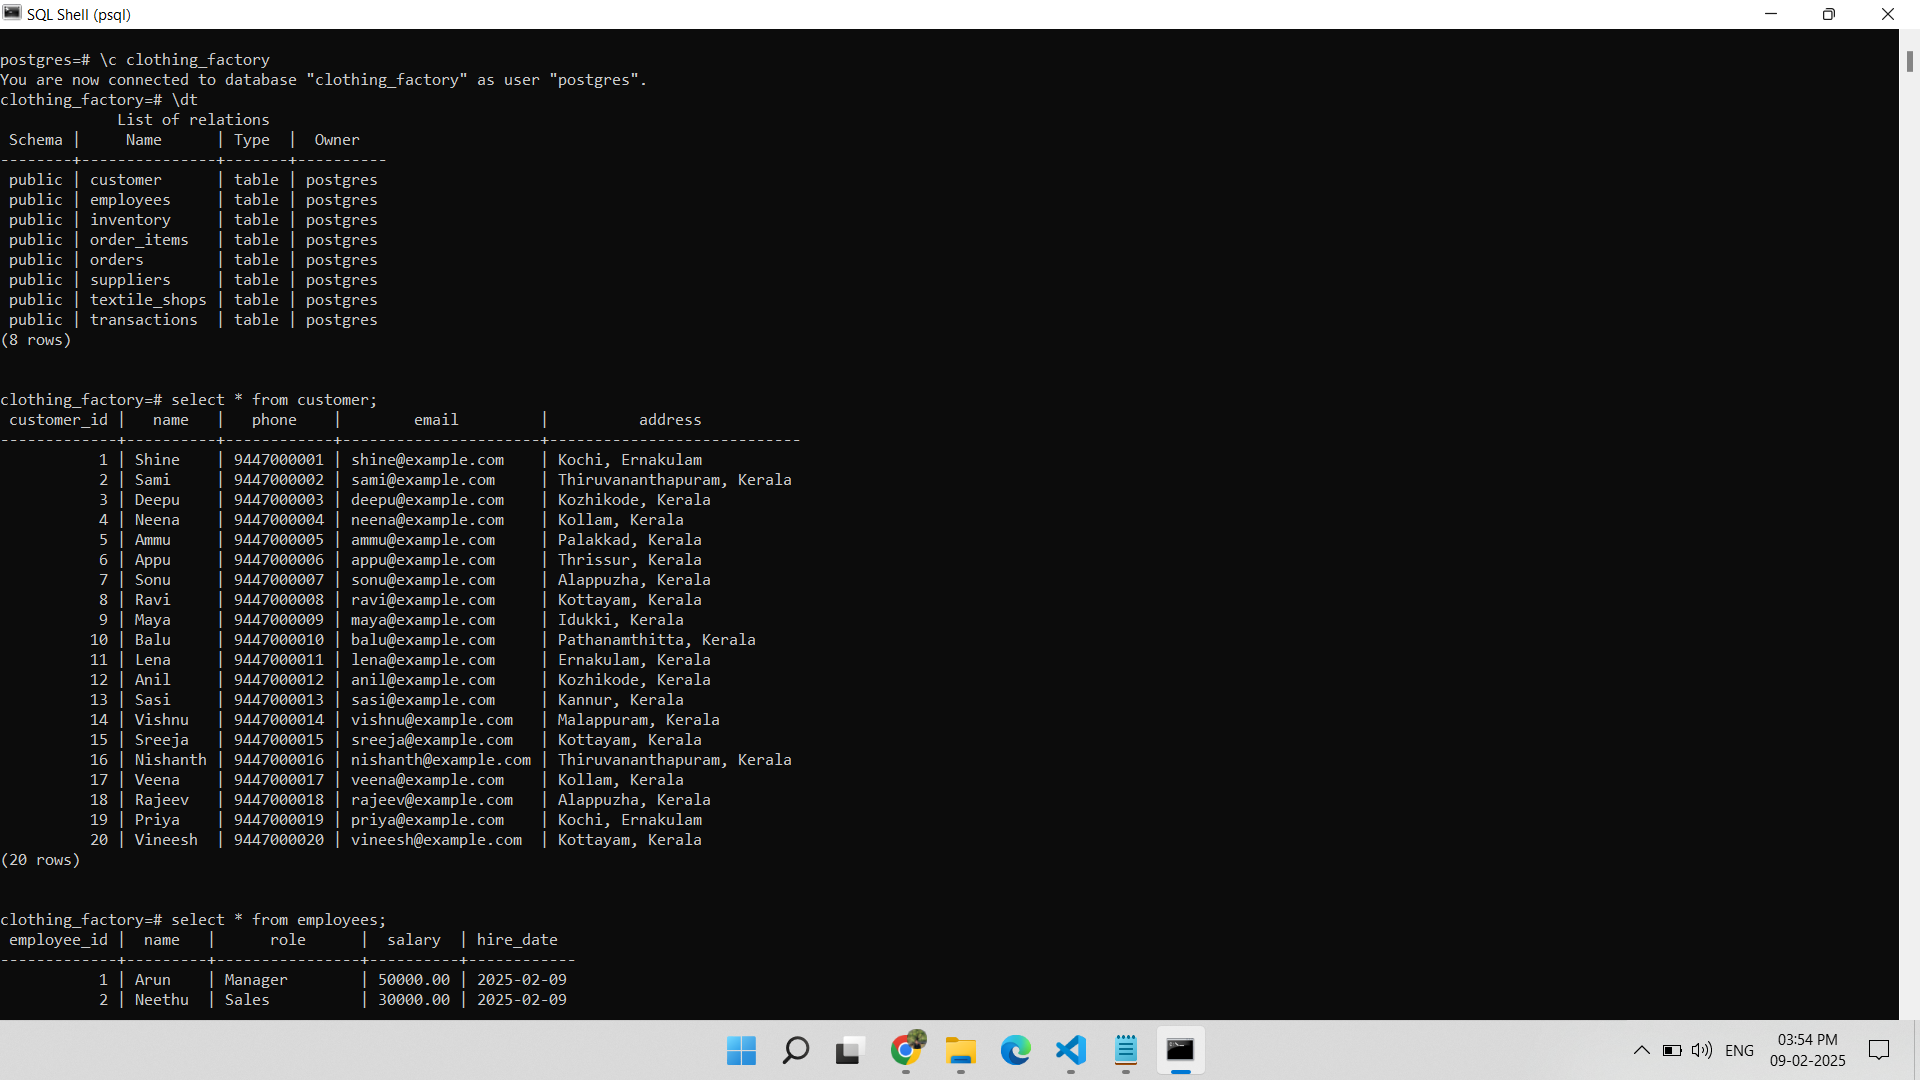 SQL Shell (psql)
postgres=# \c clothing_factory
You are now connected to database "clothing_factory" as user "postgres".
clothing_factory=# \dt
             List of relations
 Schema |     Name      | Type  |  Owner
--------+---------------+-------+----------
 public | customer      | table | postgres
 public | employees     | table | postgres
 public | inventory     | table | postgres
 public | order_items   | table | postgres
 public | orders        | table | postgres
 public | suppliers     | table | postgres
 public | textile_shops | table | postgres
 public | transactions  | table | postgres
(8 rows)
clothing_factory=# select * from customer;
 customer_id |   name   |   phone    |        email         |          address
-------------+----------+------------+----------------------+----------------------------
           1 | Shine    | 9447000001 | shine@example.com    | Kochi, Ernakulam
           2 | Sami     | 9447000002 | sami@example.com     | Thiruvananthapuram, Kerala
           3 | Deepu    | 9447000003 | deepu@example.com    | Kozhikode, Kerala
           4 | Neena    | 9447000004 | neena@example.com    | Kollam, Kerala
           5 | Ammu     | 9447000005 | ammu@example.com     | Palakkad, Kerala
           6 | Appu     | 9447000006 | appu@example.com     | Thrissur, Kerala
           7 | Sonu     | 9447000007 | sonu@example.com     | Alappuzha, Kerala
           8 | Ravi     | 9447000008 | ravi@example.com     | Kottayam, Kerala
           9 | Maya     | 9447000009 | maya@example.com     | Idukki, Kerala
          10 | Balu     | 9447000010 | balu@example.com     | Pathanamthitta, Kerala
          11 | Lena     | 9447000011 | lena@example.com     | Ernakulam, Kerala
          12 | Anil     | 9447000012 | anil@example.com     | Kozhikode, Kerala
          13 | Sasi     | 9447000013 | sasi@example.com     | Kannur, Kerala
          14 | Vishnu   | 9447000014 | vishnu@example.com   | Malappuram, Kerala
          15 | Sreeja   | 9447000015 | sreeja@example.com   | Kottayam, Kerala
          16 | Nishanth | 9447000016 | nishanth@example.com | Thiruvananthapuram, Kerala
          17 | Veena    | 9447000017 | veena@example.com    | Kollam, Kerala
          18 | Rajeev   | 9447000018 | rajeev@example.com   | Alappuzha, Kerala
          19 | Priya    | 9447000019 | priya@example.com    | Kochi, Ernakulam
          20 | Vineesh  | 9447000020 | vineesh@example.com  | Kottayam, Kerala
(20 rows)
clothing_factory=# select * from employees;
 employee_id |  name   |      role      |  salary  | hire_date
-------------+---------+----------------+----------+------------
           1 | Arun    | Manager        | 50000.00 | 2025-02-09
           2 | Neethu  | Sales          | 30000.00 | 2025-02-09
ENG
03:54 PM
09-02-2025